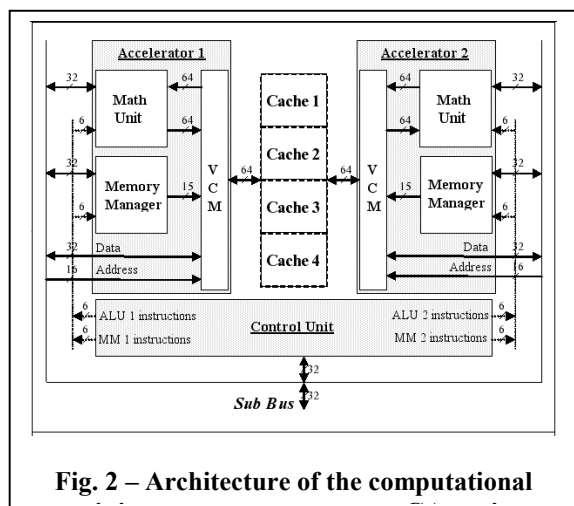 Accelerator 1 Accelerator 2
32 64 64 32
Math Unit Math Unit
Cache 1
6 64 64 6
Cache 2
32 32
Memory Manager V C M 64 64 V C M Memory Manager
15 15
Cache 3
6 6
32 Data Data 32
Cache 4
16 Address Address 16
6 ALU 1 instructions ALU 2 instructions 6
Control Unit
6 MM 1 instructions MM 2 instructions 6
32
Sub Bus 32
Fig. 2 – Architecture of the computational